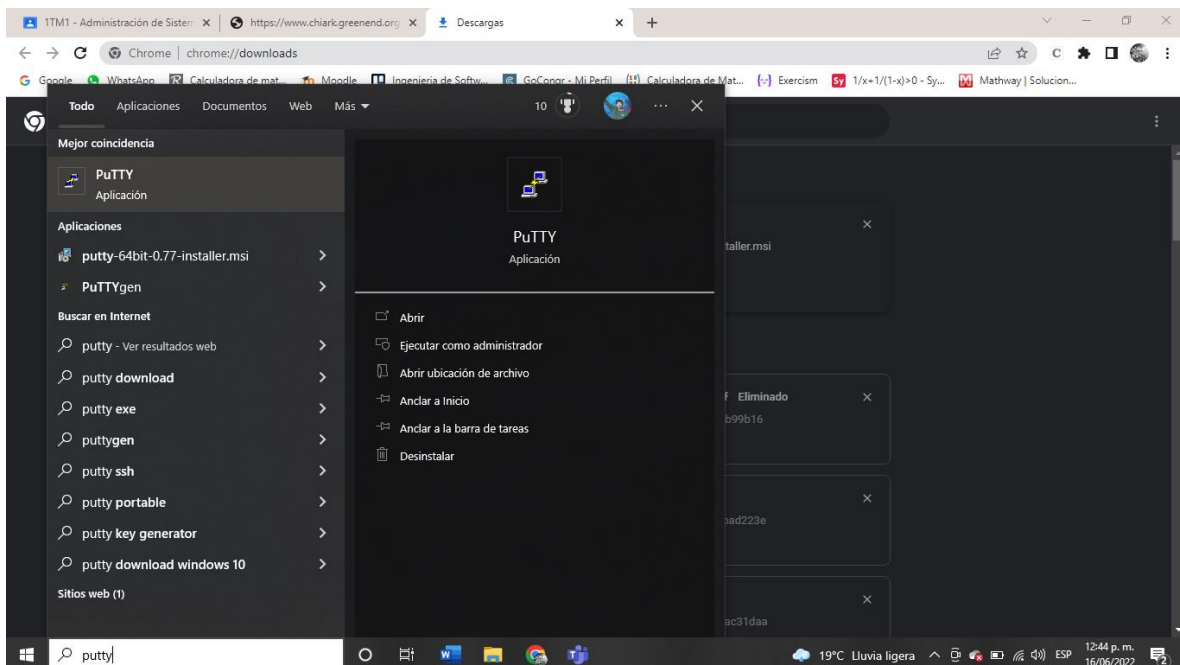 1TM1 - Administración de Sistem
https://www.chiark.greenend.org
Descargas
Chrome | chrome://downloads
Google WhatsApp Calculadora de mat... Moodle Ingenieria de Softw... GoConqr - Mi Perfil Calculadora de Mat... Exercism Sy 1/x+1/(1-x)>0 - Sy... Mathway | Solucion...
Todo Aplicaciones Documentos Web Más 10
Mejor coincidencia
PuTTY
Aplicación
Aplicaciones
putty-64bit-0.77-installer.msi
PuTTYgen
Buscar en Internet
putty - Ver resultados web
putty download
putty exe
puttygen
putty ssh
putty portable
putty key generator
putty download windows 10
Sitios web (1)
PuTTY
Aplicación
Abrir
Ejecutar como administrador
Abrir ubicación de archivo
Anclar a Inicio
Anclar a la barra de tareas
Desinstalar
taller.msi
Eliminado
b99b16
ad223e
ac31daa
putty
19°C Lluvia ligera ESP
12:44 p. m.
16/06/2022
2